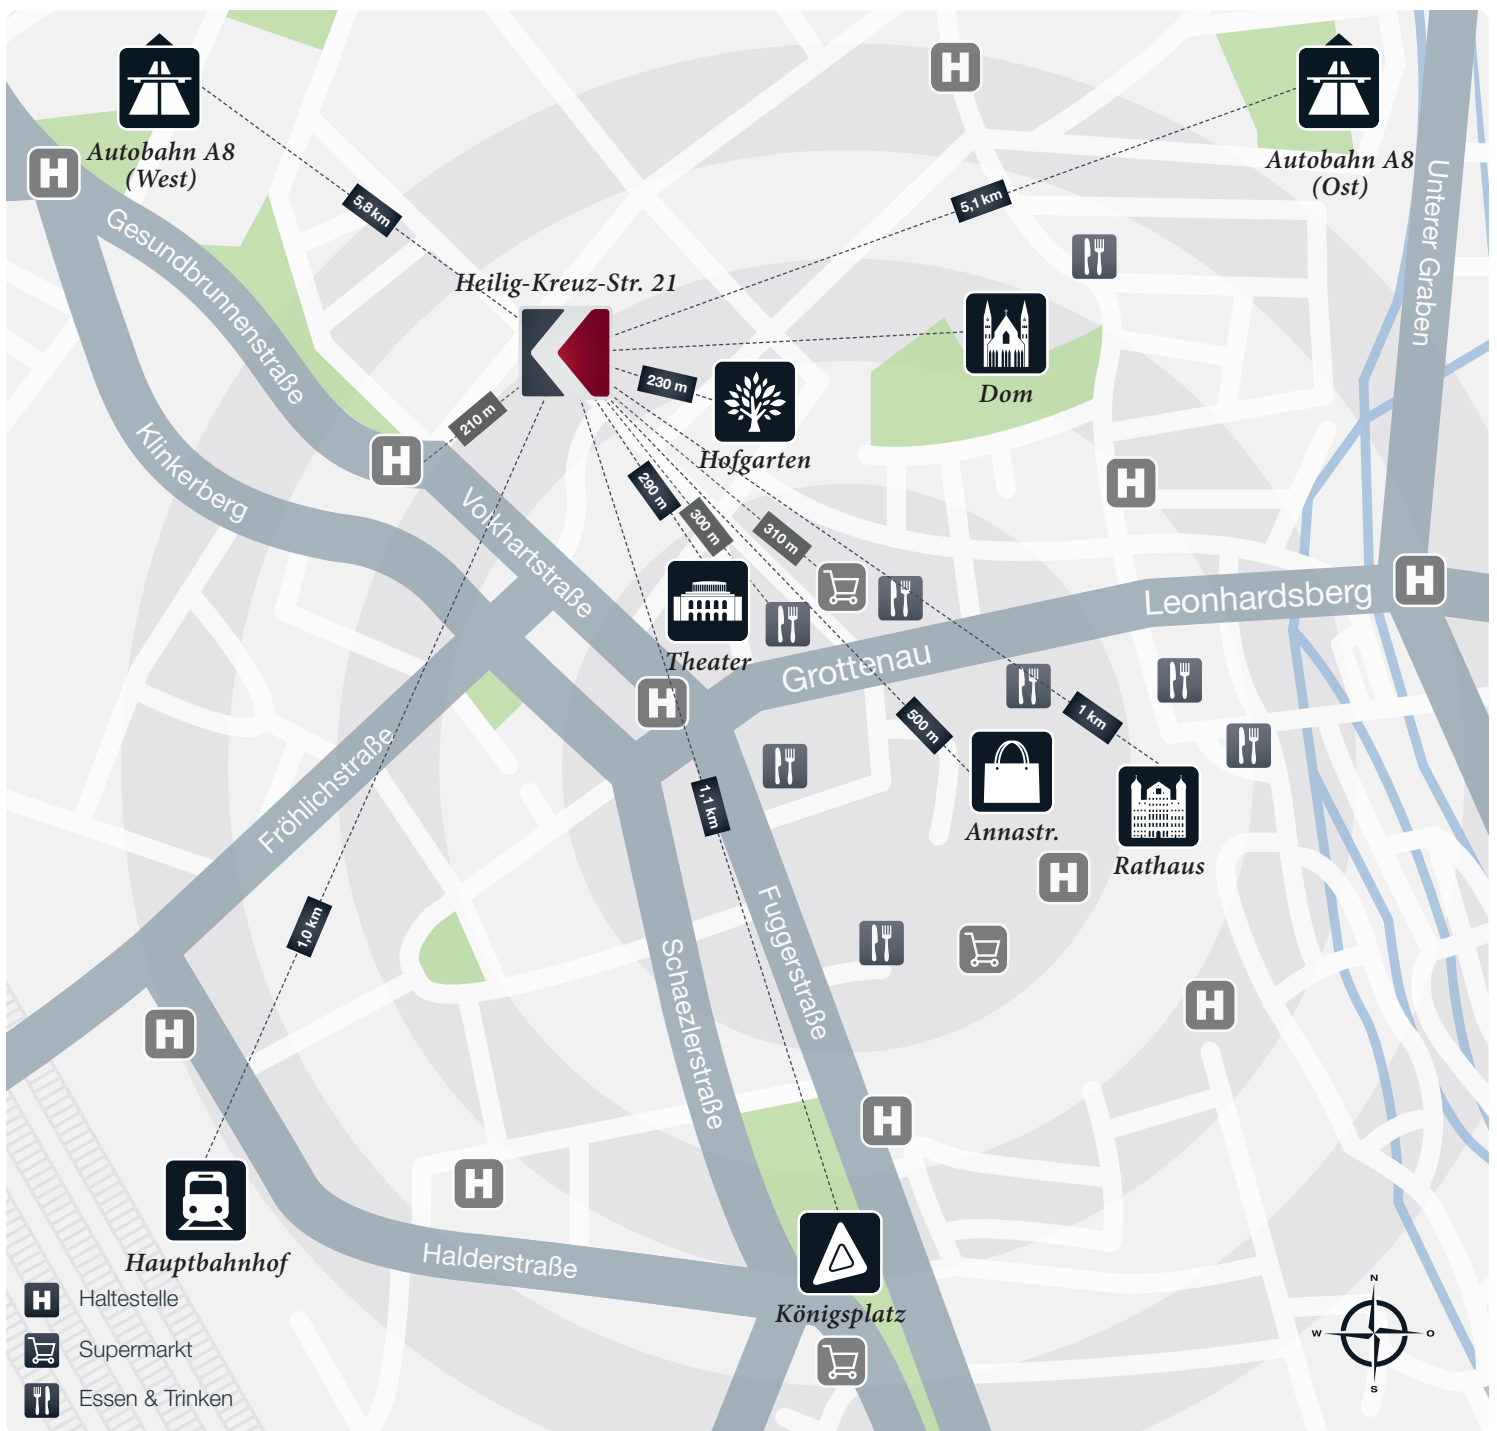 H
Autobahn A8
(West)
H
Autobahn A8
(Ost)
5,8 km
5,1 km
Unterer Graben
Gesundbrunnenstraße
Heilig-Kreuz-Str. 21
Dom
230 m
210 m
Hofgarten
H
H
Klinkerberg
Volkhartstraße
290 m
300 m
310 m
H
Leonhardsberg
Theater
Grottenau
H
500 m
1 km
Fröhlichstraße
1,1 km
Annastr.
Rathaus
H
1,0 km
Fuggerstraße
Schaezlerstraße
H
H
H
H
Hauptbahnhof
Halderstraße
Königsplatz
H Haltestelle
Supermarkt
Essen & Trinken
N
W
O
S